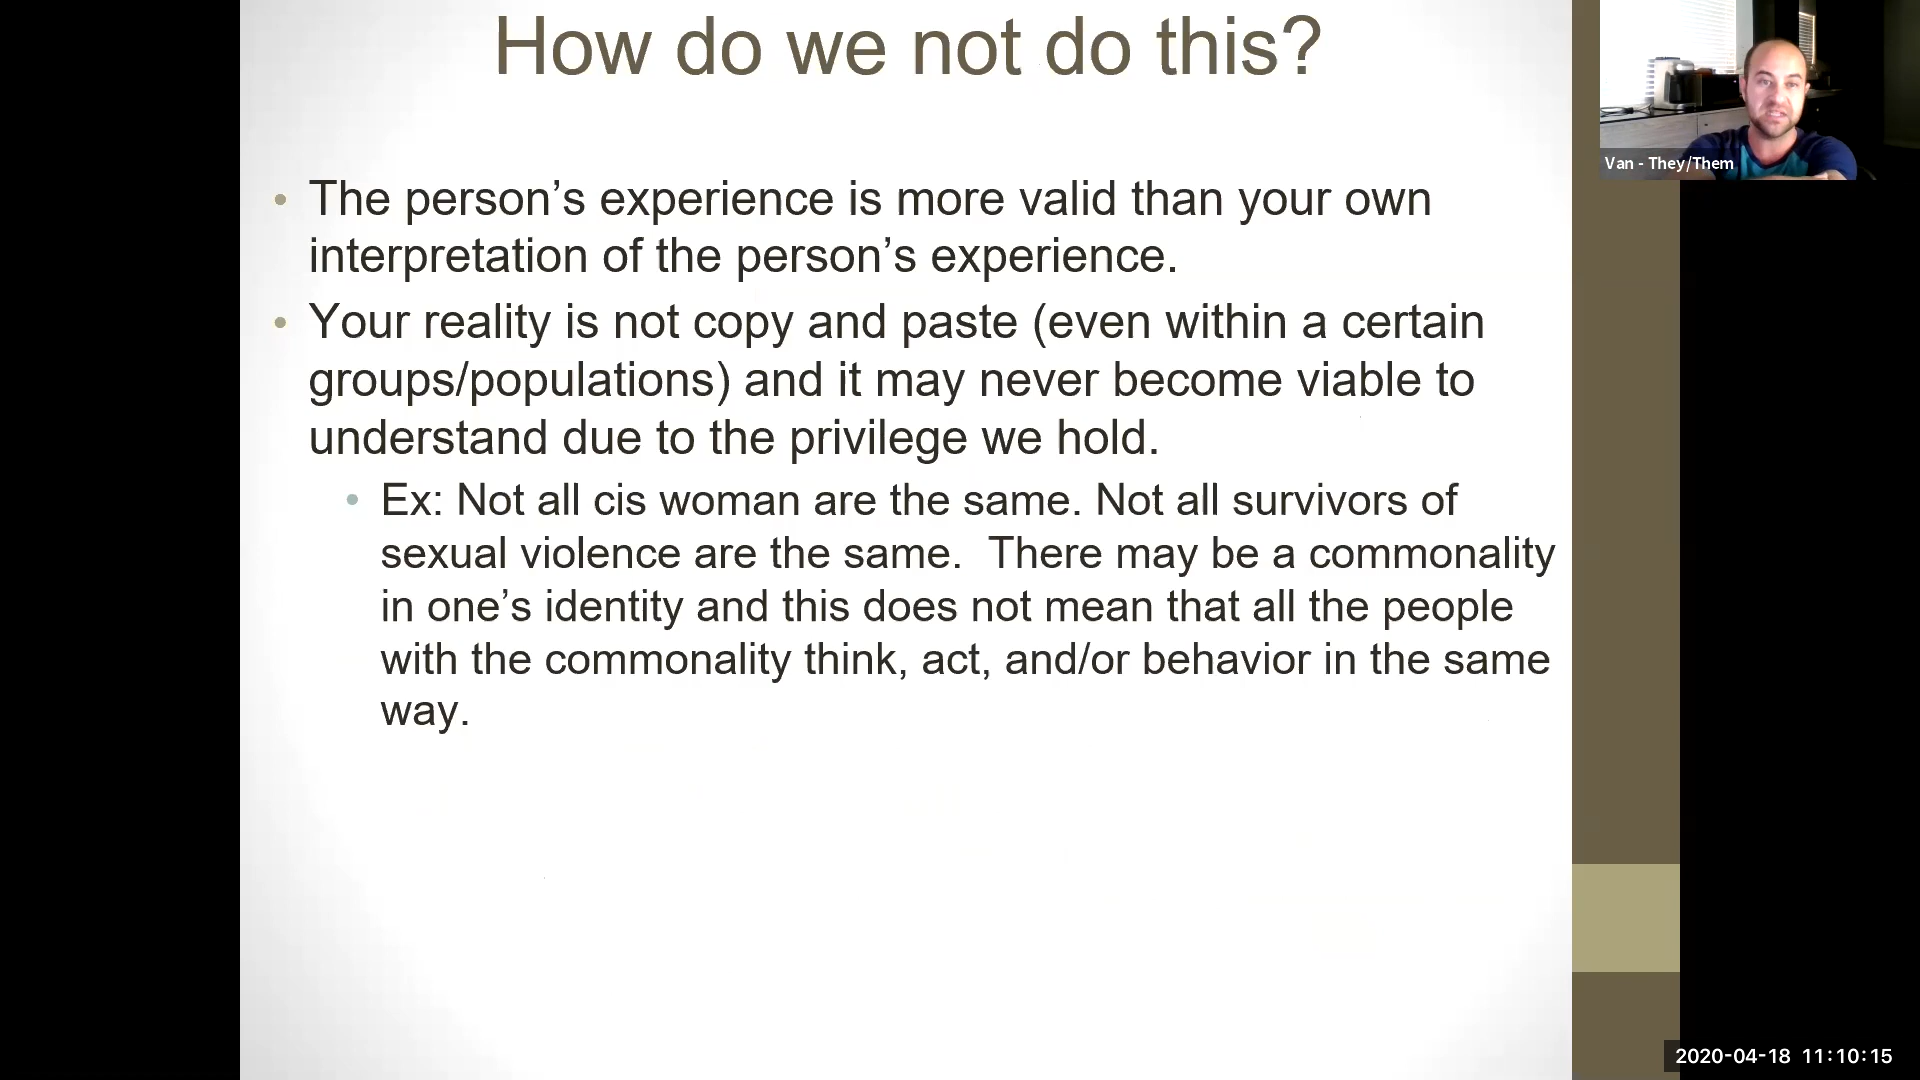 How do we not do this?
• The person’s experience is more valid than your own
interpretation of the person’s experience.
• Your reality is not copy and paste (even within a certain
groups/populations) and it may never become viable to
understand due to the privilege we hold.
• Ex: Not all cis woman are the same. Not all survivors of
sexual violence are the same.  There may be a commonality
in one’s identity and this does not mean that all the people
with the commonality think, act, and/or behavior in the same
way.
Van - They/Them
2020-04-18 11:10:15